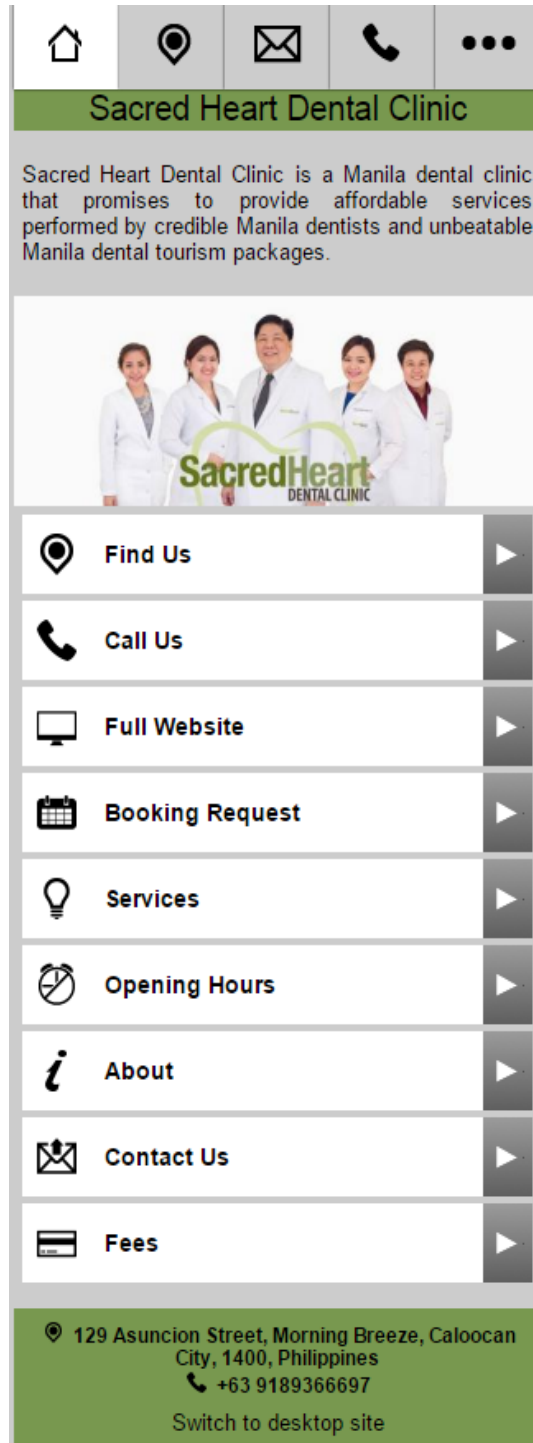 Sacred Heart Dental Clinic
Sacred Heart Dental Clinic is a Manila dental clinic
that promises to provide affordable services
performed by credible Manila dentists and unbeatable
Manila dental tourism packages.
SacredHeart
DENTAL CLINIC
Find Us
Call Us
Full Website
Booking Request
Services
Opening Hours
About
Contact Us
Fees
129 Asuncion Street, Morning Breeze, Caloocan
City, 1400, Philippines
+63 9189366697
Switch to desktop site